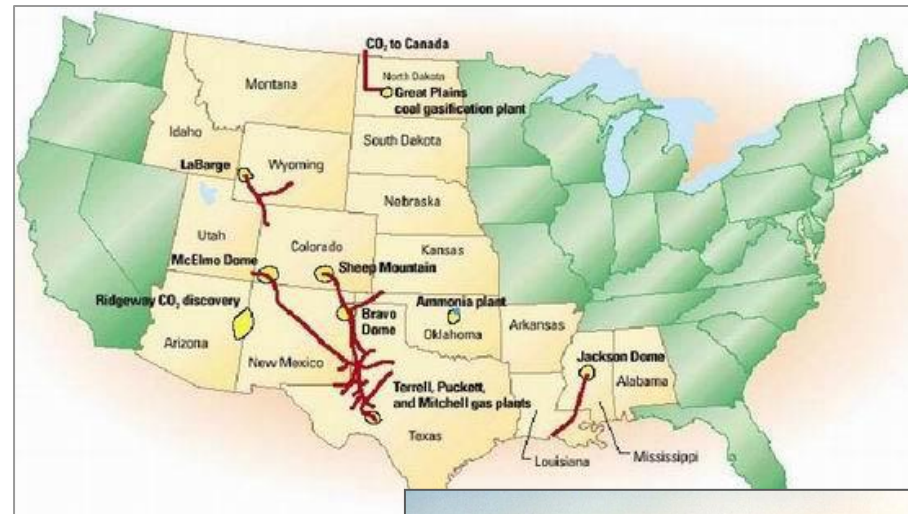 CO₂ to Canada
North Dakota
Great Plains
coal gasification plant
Montana
Idaho
South Dakota
LaBarge
Wyoming
Nebraska
Utah
Colorado
Kansas
McElmo Dome
Sheep Mountain
Ridgeway CO₂ discovery
Bravo
Dome
Ammonia plant
Oklahoma
Arkansas
Arizona
New Mexico
Jackson Dome
Alabama
Terrell, Puckett,
and Mitchell gas plants
Texas
Louisiana
Mississippi